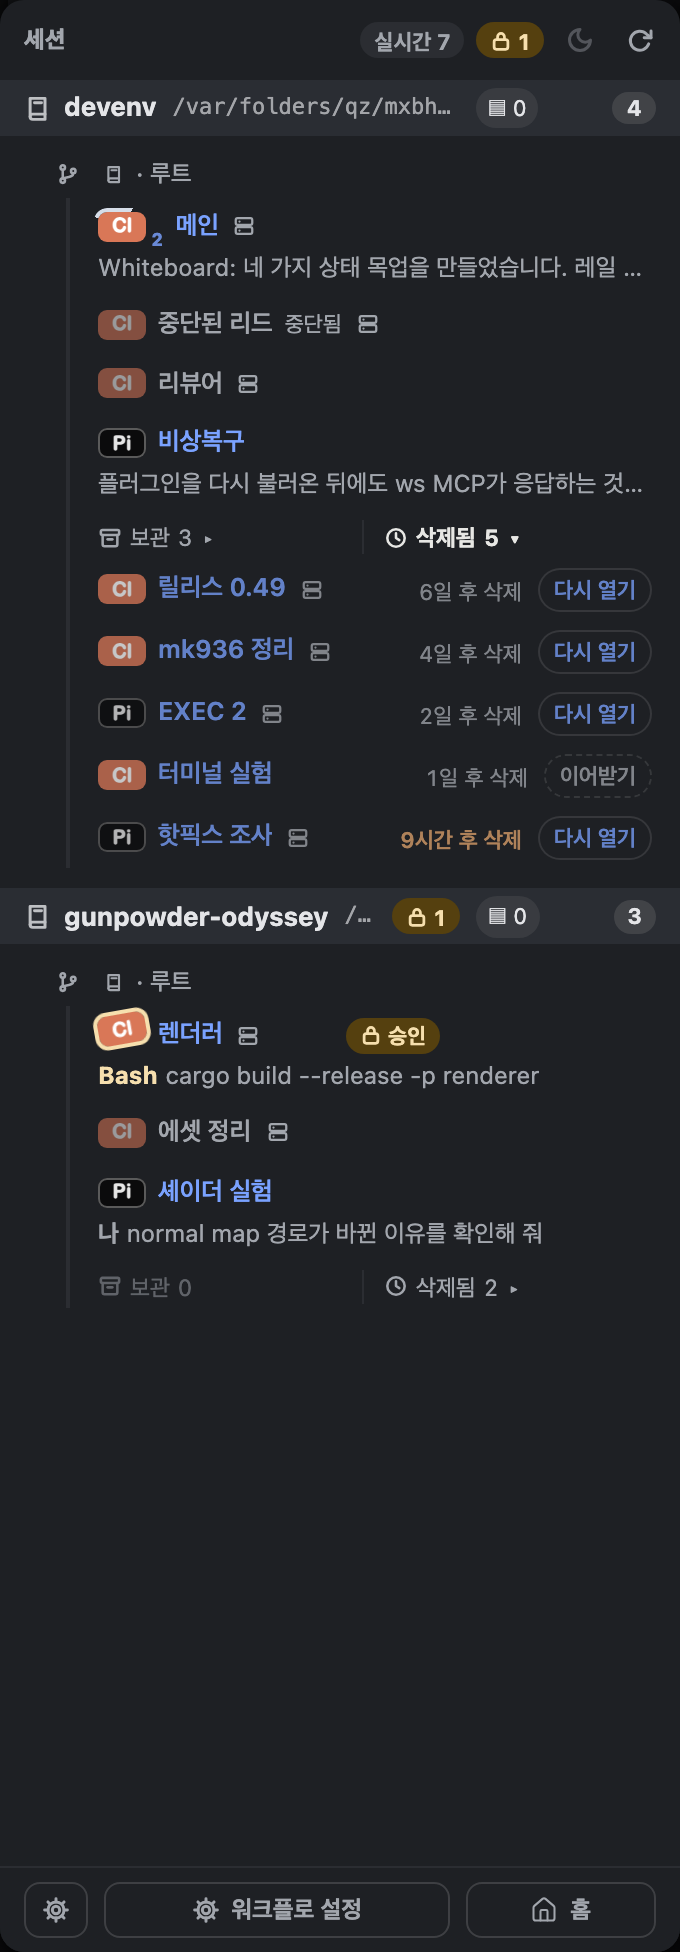 세션 실시간 7 1
devenv /var/folders/qz/mxbh… 0 4
· 루트
Cl 2 메인
Whiteboard: 네 가지 상태 목업을 만들었습니다. 레일 …
Cl 중단된 리드 중단됨
Cl 리뷰어
Pi 비상복구
플러그인을 다시 불러온 뒤에도 ws MCP가 응답하는 것…
보관 3 ▸ 삭제됨 5 ▾
Cl 릴리스 0.49 6일 후 삭제 다시 열기
Cl mk936 정리 4일 후 삭제 다시 열기
Pi EXEC 2 2일 후 삭제 다시 열기
Cl 터미널 실험 1일 후 삭제 이어받기
Pi 핫픽스 조사 9시간 후 삭제 다시 열기
gunpowder-odyssey /… 1 0 3
· 루트
Cl 렌더러 승인
Bash cargo build --release -p renderer
Cl 에셋 정리
Pi 셰이더 실험
나 normal map 경로가 바뀐 이유를 확인해 줘
보관 0 삭제됨 2 ▸
워크플로 설정 홈